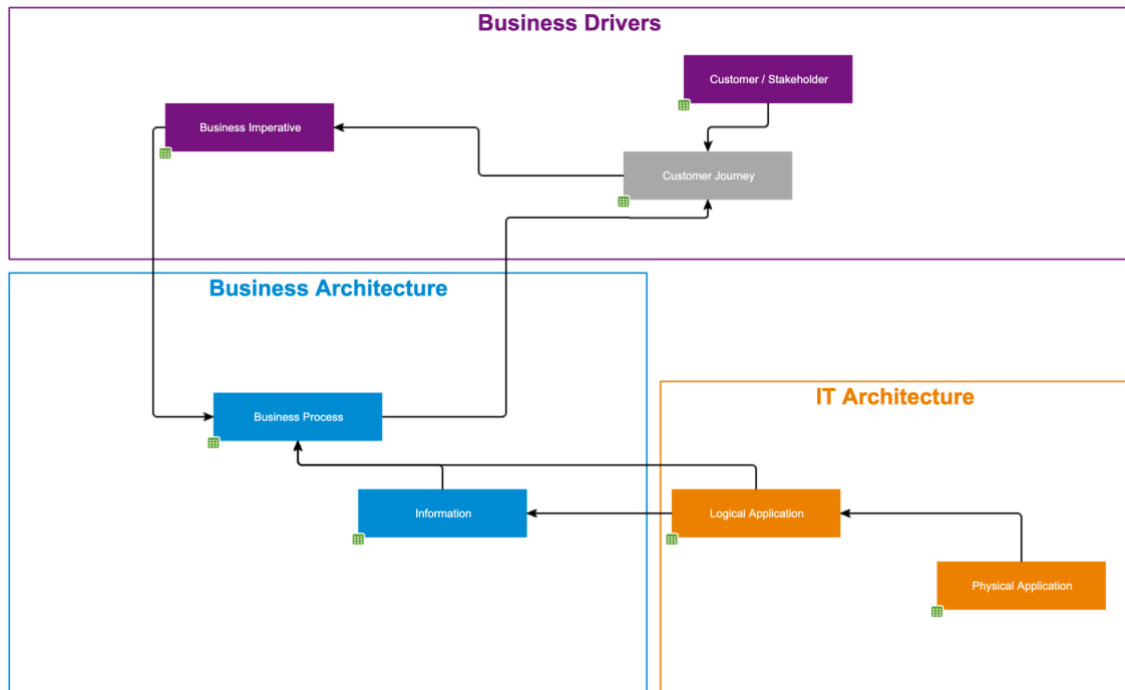 Business Drivers
Customer / Stakeholder
Business Imperative
Customer Journey
Business Architecture
Business Process
Information
IT Architecture
Logical Application
Physical Application